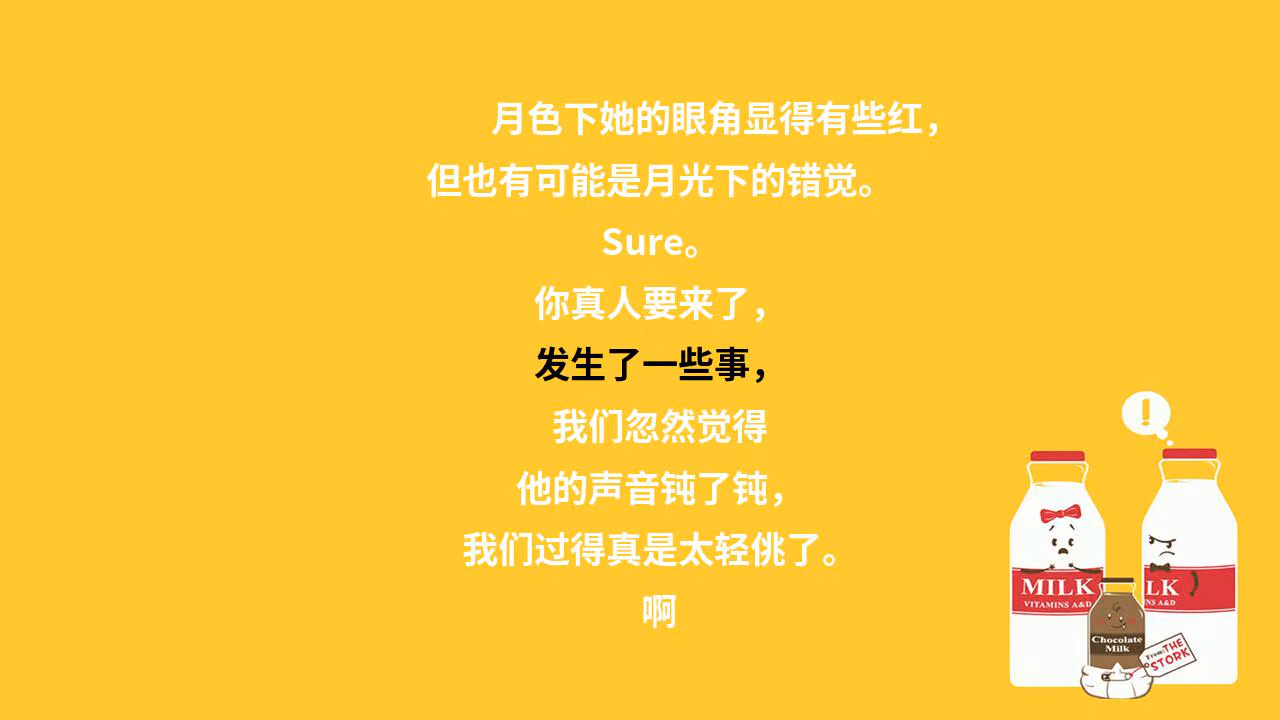 月色下她的眼角显得有些红，
但也有可能是月光下的错觉。
Sure。
你真人要来了，
发生了一些事，
我们忽然觉得
他的声音钝了钝，
我们过得真是太轻佻了。
啊
!
MILK
VITAMINS A&D
LK
NS A&D
Chocolate
Milk
From: THE
STORK